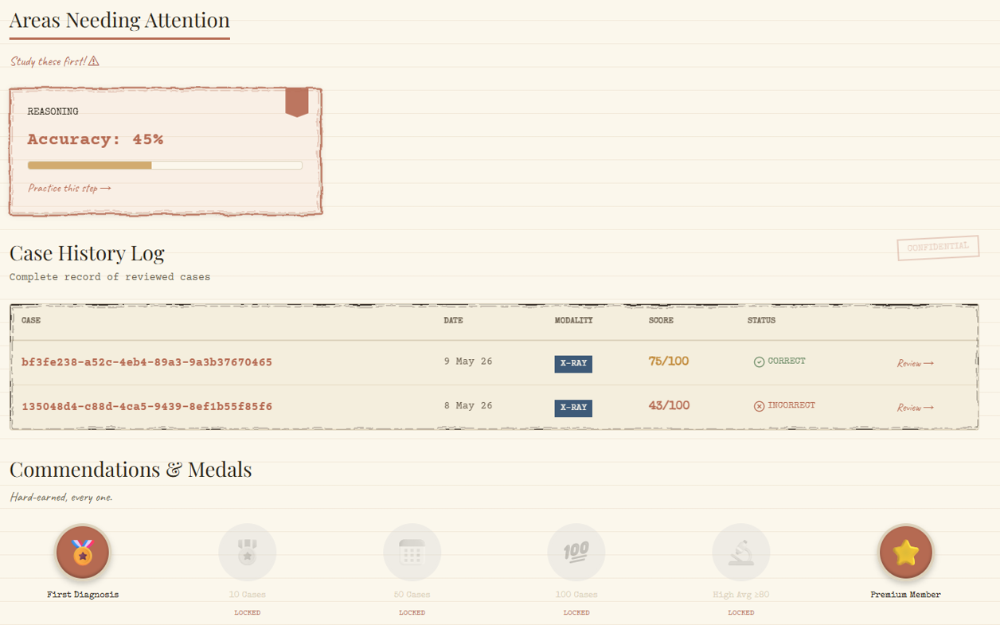 Areas Needing Attention
Study these first! ⚠
REASONING
Accuracy: 45%
Practice this step →
Case History Log
CONFIDENTIAL
Complete record of reviewed cases
CASE DATE MODALITY SCORE STATUS
bf3fe238-a52c-4eb4-89a3-9a3b37670465 9 May 26 X-RAY 75/100 CORRECT Review →
135048d4-c88d-4ca5-9439-8ef1b55f85f6 8 May 26 X-RAY 43/100 INCORRECT Review →
Commendations & Medals
Hard-earned, every one.
100
First Diagnosis 10 Cases 50 Cases 100 Cases High Avg ≥80 Premium Member
LOCKED LOCKED LOCKED LOCKED